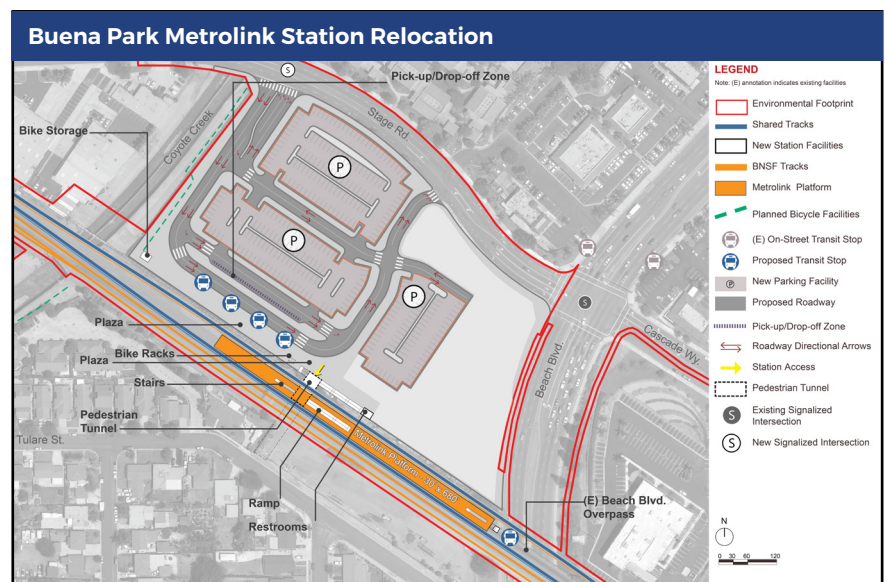 Buena Park Metrolink Station Relocation
S
Pick-up/Drop-off Zone
Stage Rd.
Coyote Creek
Bike Storage
P
P
P
Plaza
Plaza
Bike Racks
Stairs
Pedestrian
Tunnel
Tulare St.
Metrolink Platform - 30' x 680'
Ramp
Restrooms
Beach Blvd.
S
Cascade Wy.
(E) Beach Blvd.
Overpass
LEGEND
Note: (E) annotation indicates existing facilities
Environmental Footprint
Shared Tracks
New Station Facilities
BNSF Tracks
Metrolink Platform
Planned Bicycle Facilities
(E) On-Street Transit Stop
Proposed Transit Stop
P New Parking Facility
Proposed Roadway
Pick-up/Drop-off Zone
Roadway Directional Arrows
Station Access
Pedestrian Tunnel
S Existing Signalized
Intersection
S New Signalized Intersection
N
0 30 60 120